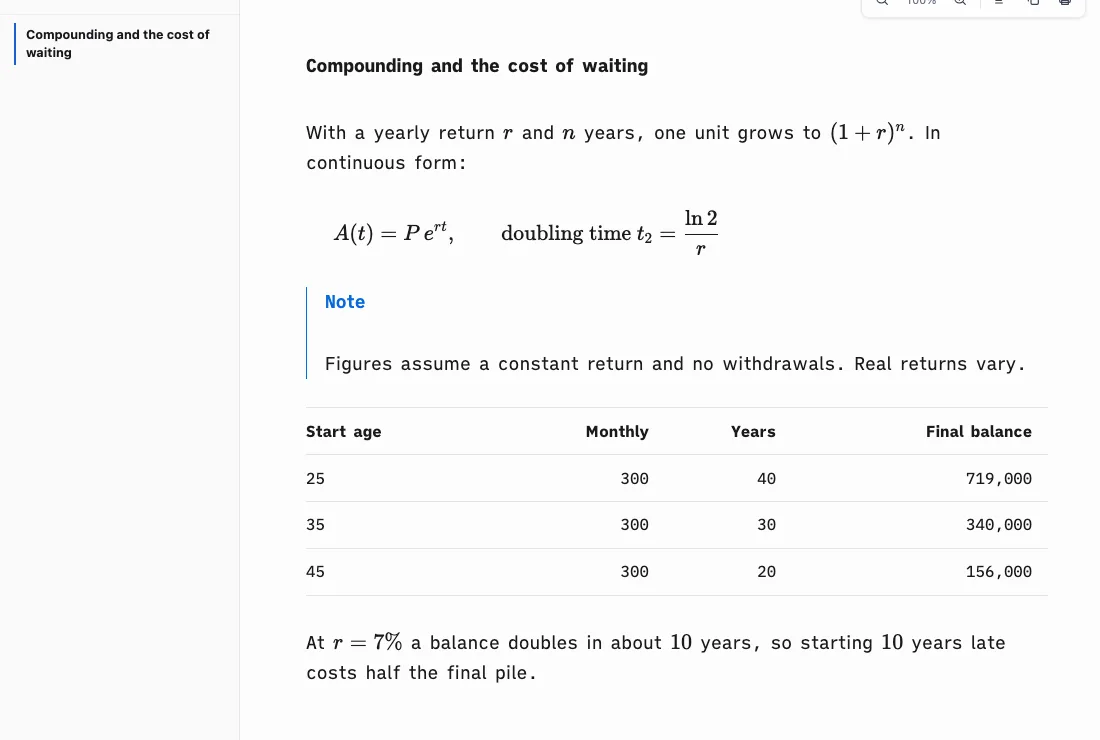 Compounding and the cost of
waiting
100%
Compounding and the cost of waiting
With a yearly return r and n years, one unit grows to (1 + r)^n. In
continuous form:
A(t) = P e^{rt},  doubling time t_2 = \frac{ln 2}{r}
Note
Figures assume a constant return and no withdrawals. Real returns vary.
Start age Monthly Years Final balance
25 300 40 719,000
35 300 30 340,000
45 300 20 156,000
At r = 7% a balance doubles in about 10 years, so starting 10 years late
costs half the final pile.